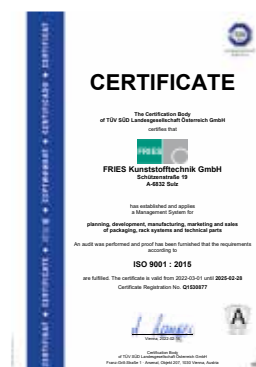 CERTIFICATE
The Certification Body
of TÜV SÜD Landesgesellschaft Österreich GmbH
certifies that
FRIES
FRIES Kunststofftechnik GmbH
Schützenstraße 19
A-6832 Sulz
has established and applies
a Management System for
planning, development, manufacturing, marketing and sales
of packaging, rack systems and technical parts
An audit was performed and proof has been furnished that the requirements
according to
ISO 9001 : 2015
are fulfilled. The certificate is valid from 2022-03-01 until 2025-02-28
Certificate Registration No. Q1530877
Certification Body
of TÜV SÜD Landesgesellschaft Österreich GmbH
CERTIFICATE ♦ CERTIFICADO ♦ CERTIFICAT